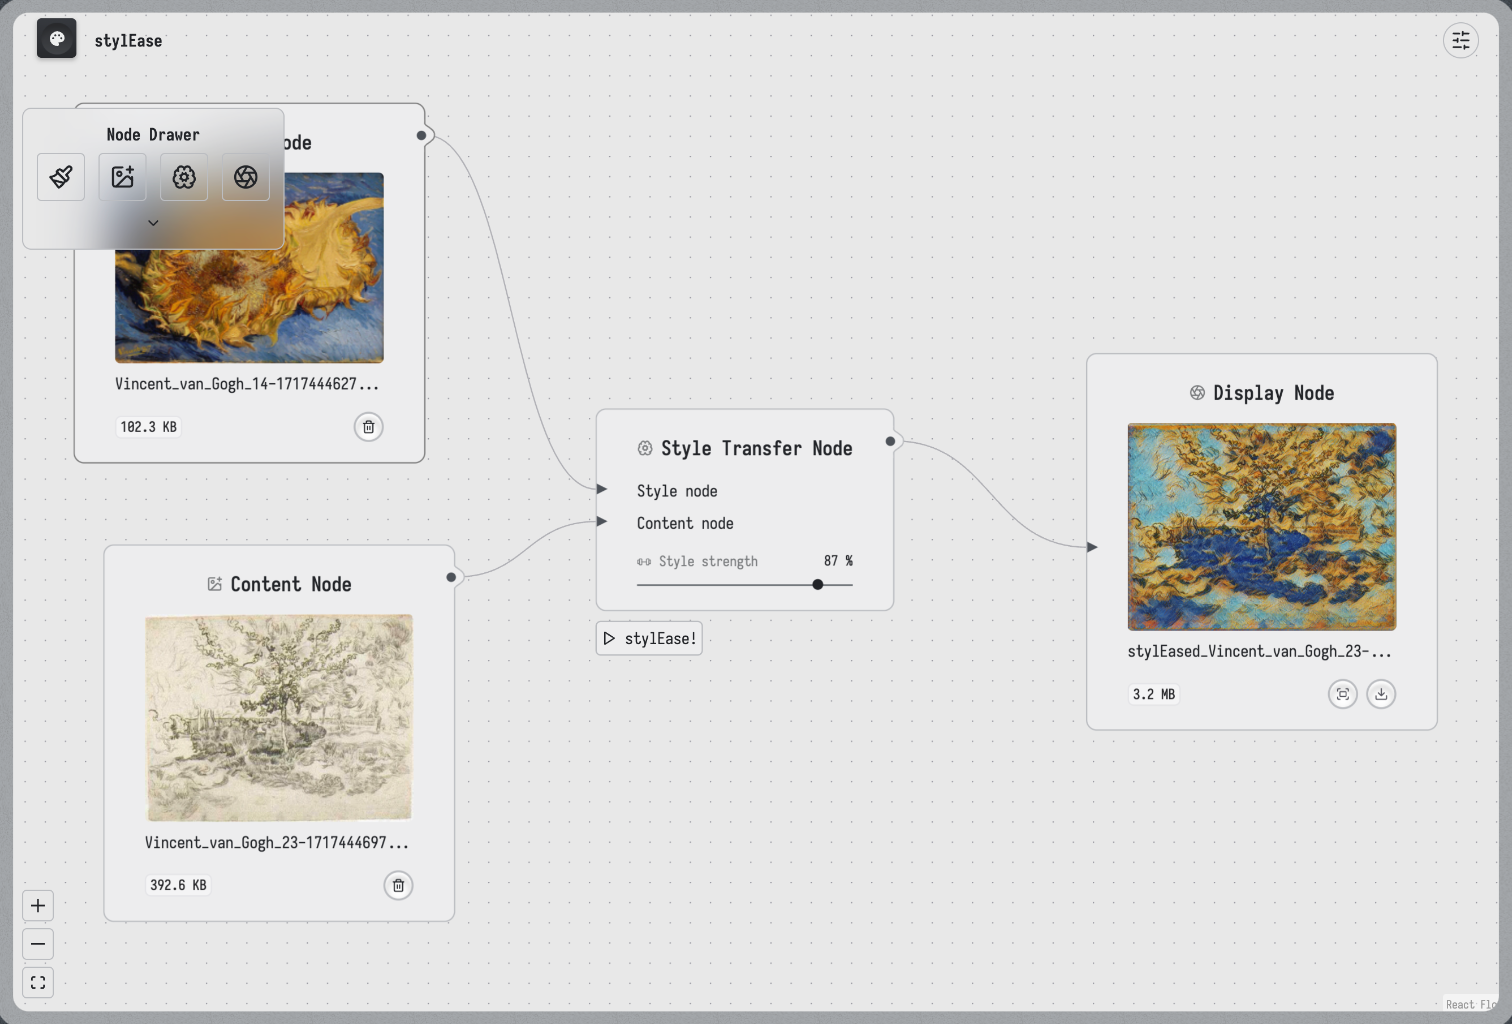 stylEase
Node Drawer
ode
Vincent_van_Gogh_14-1717444627...
102.3 KB
Style Transfer Node
Style node
Content node
Style strength 87 %
stylEase!
Display Node
stylEased_Vincent_van_Gogh_23-...
3.2 MB
Content Node
Vincent_van_Gogh_23-1717444697...
392.6 KB
React Flo